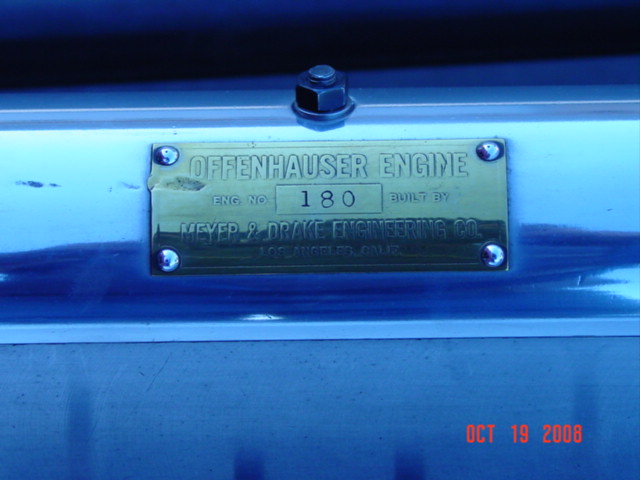 OFFENHAUSER ENGINE
ENG. NO. 180 BUILT BY
MEYER & DRAKE ENGINEERING CO.
LOS ANGELES, CALIF.
OCT 19 2008